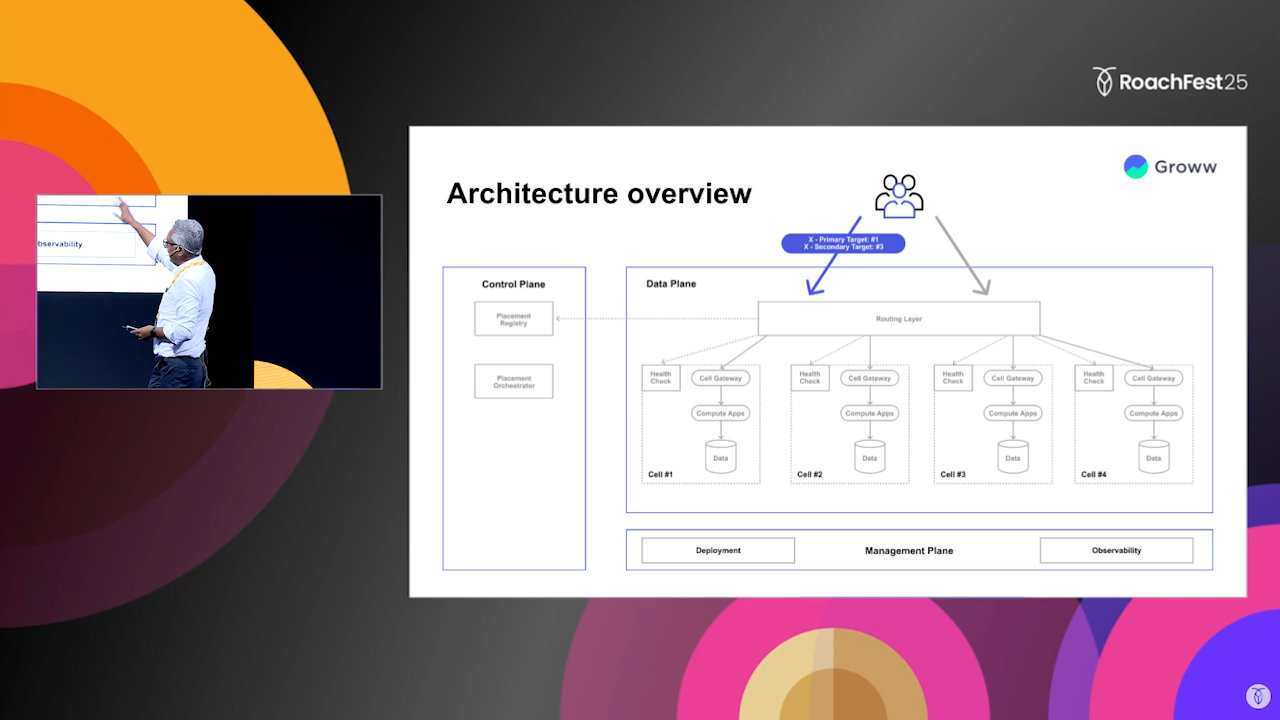 RoachFest25
Groww
Architecture overview
X - Primary Target: #1
X - Secondary Target: #3
bservability
Control Plane
Placement
Registry
Placement
Orchestrator
Data Plane
Routing Layer
Health
Check
Cell Gateway
Compute Apps
Data
Cell #1
Health
Check
Cell Gateway
Compute Apps
Data
Cell #2
Health
Check
Cell Gateway
Compute Apps
Data
Cell #3
Health
Check
Cell Gateway
Compute Apps
Data
Cell #4
Deployment
Management Plane
Observability